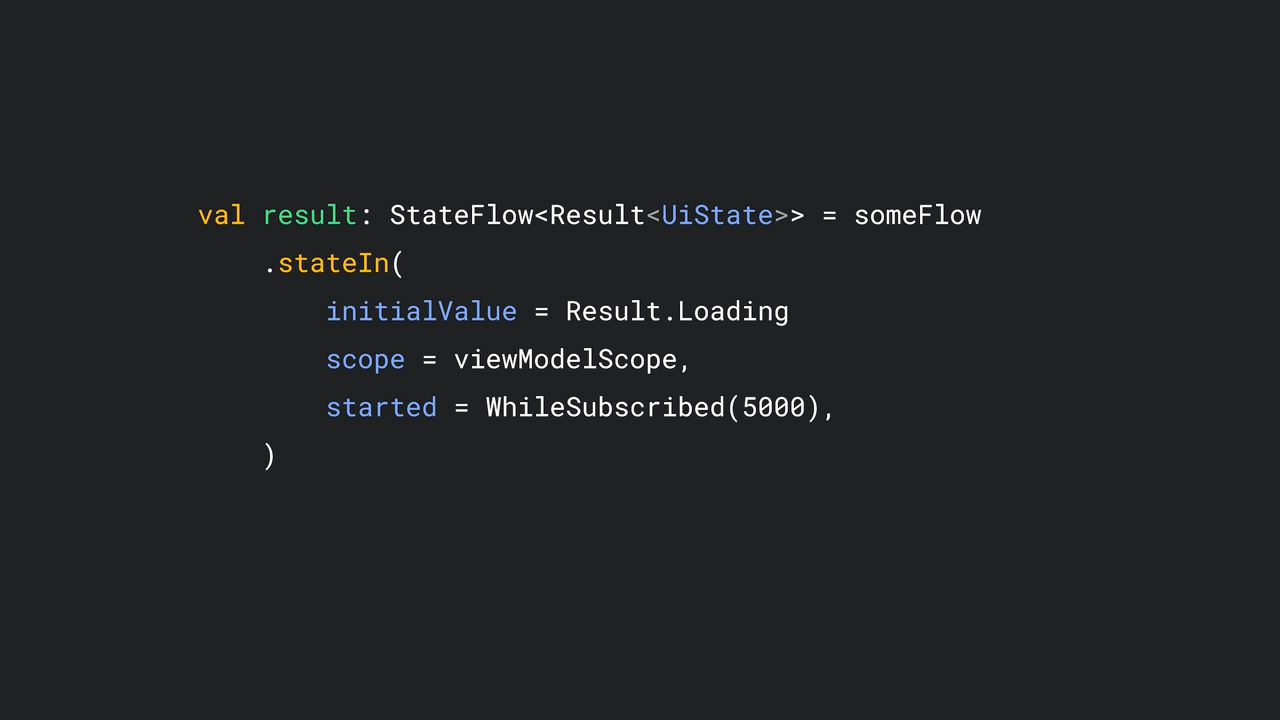 val result: StateFlow<Result<UiState>> = someFlow
.stateIn(
initialValue = Result.Loading
scope = viewModelScope,
started = WhileSubscribed(5000),
)